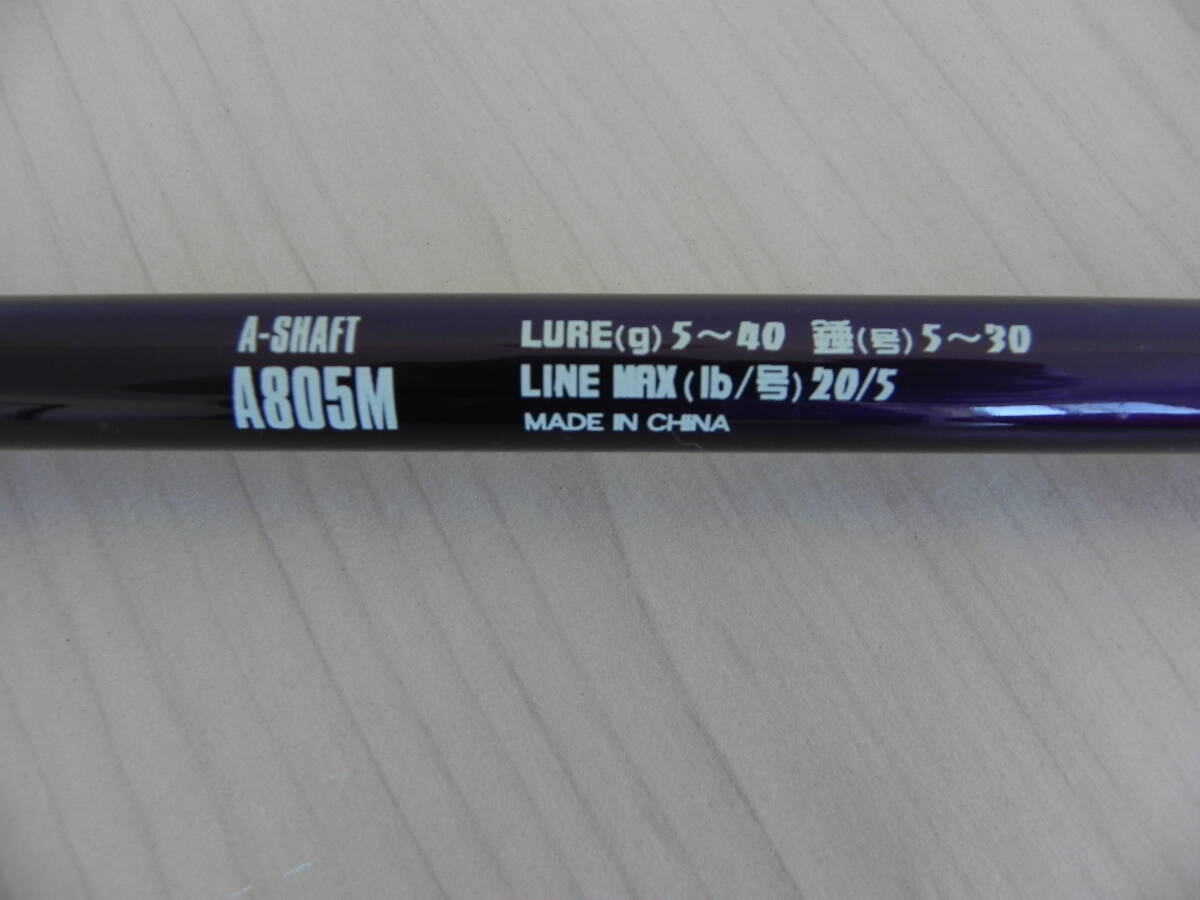 A-SHAFT
A805M
LURE(g) 5～40 錘(号) 5～30
LINE MAX(lb/号) 20/5
MADE IN CHINA